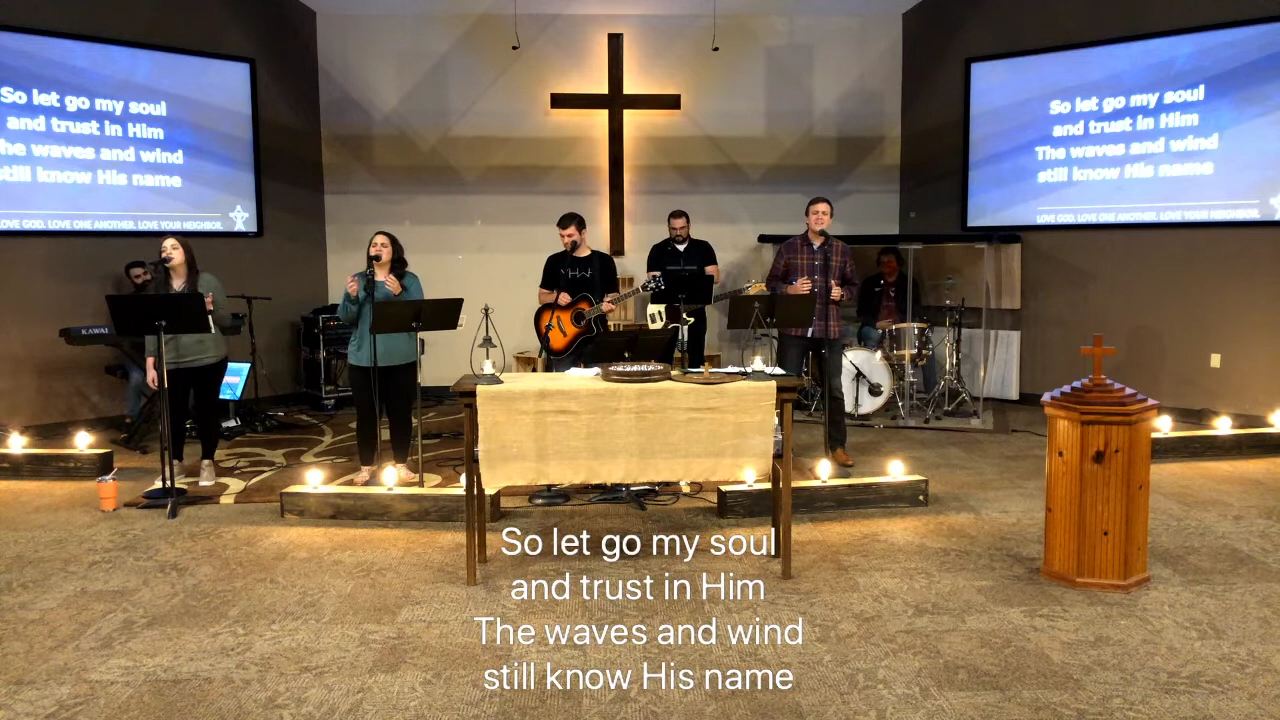 So let go my soul
and trust in Him
The waves and wind
still know His name
LOVE GOD. LOVE ONE ANOTHER. LOVE YOUR NEIGHBOR.
So let go my soul
and trust in Him
The waves and wind
still know His name
LOVE GOD. LOVE ONE ANOTHER. LOVE YOUR NEIGHBOR.
KAWAI
So let go my soul
and trust in Him
The waves and wind
still know His name